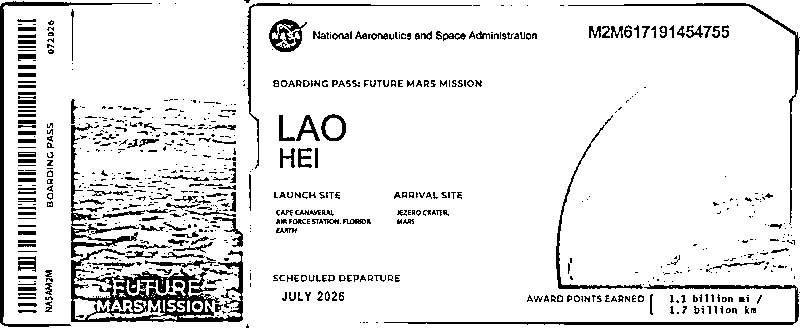 072026
BOARDING PASS
NASAM2M
FUTURE
MARS MISSION
NASA
National Aeronautics and Space Administration
M2M617191454755
BOARDING PASS: FUTURE MARS MISSION
LAO
HEI
LAUNCH SITE
CAPE CANAVERAL
AIR FORCE STATION, FLORIDA
EARTH
ARRIVAL SITE
JEZERO CRATER,
MARS
SCHEDULED DEPARTURE
JULY 2026
AWARD POINTS EARNED
1.1 billion mi /
1.7 billion km